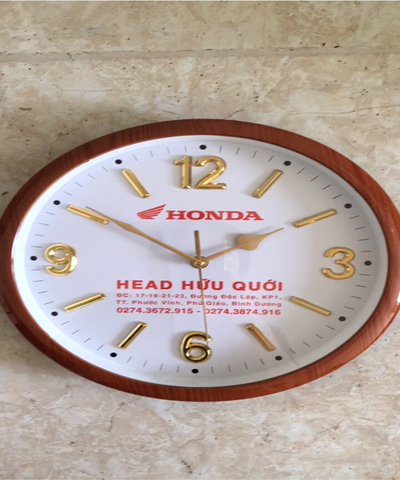 12
HONDA
9
3
HEAD HỮU QUỚI
ĐC: 17-19-21-23, Đường Độc Lập, KP1,
TT. Phước Vĩnh, Phú Giáo, Bình Dương
0274.3672.915 - 0274.3874.916
6